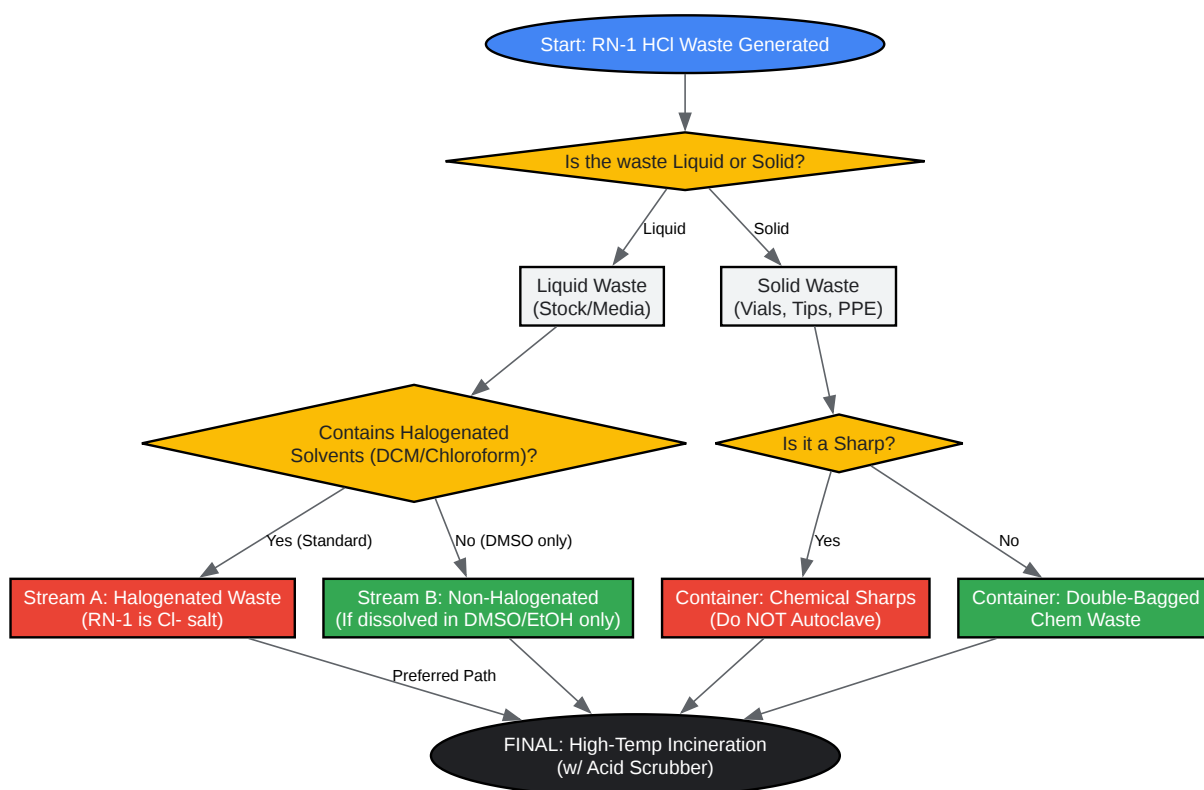 Start: RN-1 HCl Waste Generated
Is the waste Liquid or Solid?
Liquid
Solid
Liquid Waste
(Stock/Media)
Solid Waste
(Vials, Tips, PPE)
Contains Halogenated
Solvents (DCM/Chloroform)?
Is it a Sharp?
Yes (Standard)
No (DMSO only)
Yes
No
Stream A: Halogenated Waste
(RN-1 is Cl- salt)
Stream B: Non-Halogenated
(If dissolved in DMSO/EtOH only)
Container: Chemical Sharps
(Do NOT Autoclave)
Container: Double-Bagged
Chem Waste
Preferred Path
FINAL: High-Temp Incineration
(w/ Acid Scrubber)